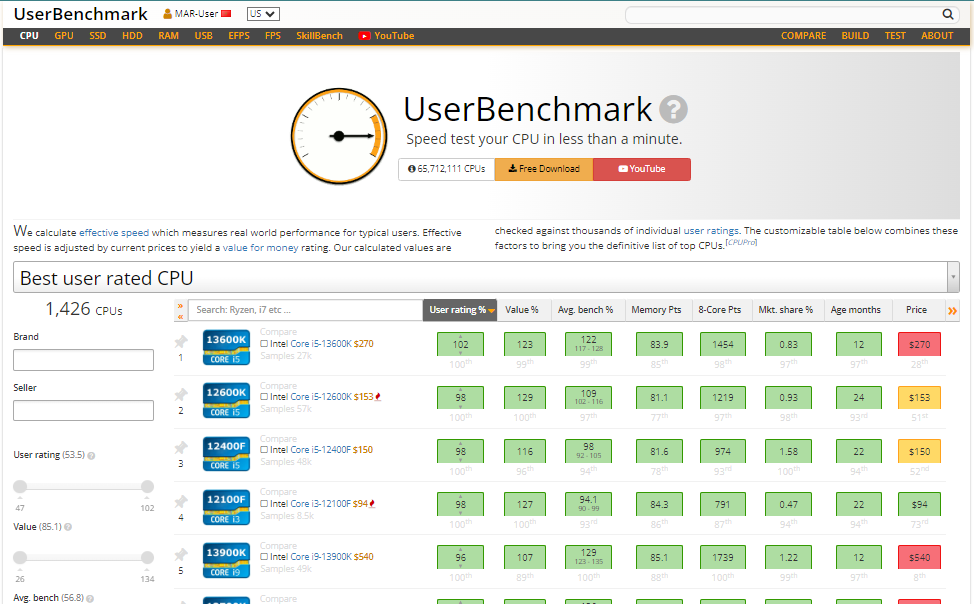 UserBenchmark MAR-User US
CPU GPU SSD HDD RAM USB EFPS FPS SkillBench YouTube COMPARE BUILD TEST ABOUT
UserBenchmark ?
Speed test your CPU in less than a minute.
65,712,111 CPUs Free Download YouTube
We calculate effective speed which measures real world performance for typical users. Effective
speed is adjusted by current prices to yield a value for money rating. Our calculated values are
checked against thousands of individual user ratings. The customizable table below combines these
factors to bring you the definitive list of top CPUs.[CPUPro]
Best user rated CPU
1,426 CPUs
Brand
Seller
User rating (53.5)
47 102
Value (85.1)
26 134
Avg. bench (56.8)
» « Search: Ryzen, i7 etc ... User rating % Value % Avg. bench % Memory Pts 8-Core Pts Mkt. share % Age months Price »
1 13600K CORE i5
Compare
Intel Core i5-13600K $270
Samples 27k
102 123 122 83.9 1454 0.83 12 $270
117 - 128
100th 99th 99th 85th 98th 97th 97th 28th
2 12600K CORE i5
Compare
Intel Core i5-12600K $153
Samples 57k
98 129 109 81.1 1219 0.93 24 $153
102 - 116
100th 100th 97th 77th 97th 98th 93rd 51st
3 12400F CORE i5
Compare
Intel Core i5-12400F $150
Samples 48k
98 116 98 81.6 974 1.58 22 $150
92 - 105
100th 96th 94th 78th 93rd 100th 94th 52nd
4 12100F CORE i3
Compare
Intel Core i3-12100F $94
Samples 8.5k
98 127 94.1 84.3 791 0.47 22 $94
90 - 99
100th 100th 93rd 86th 87th 94th 94th 73rd
5 13900K CORE i9
Compare
Intel Core i9-13900K $540
Samples 49k
96 107 129 85.1 1739 1.22 12 $540
123 - 135
100th 89th 100th 88th 100th 99th 97th 8th